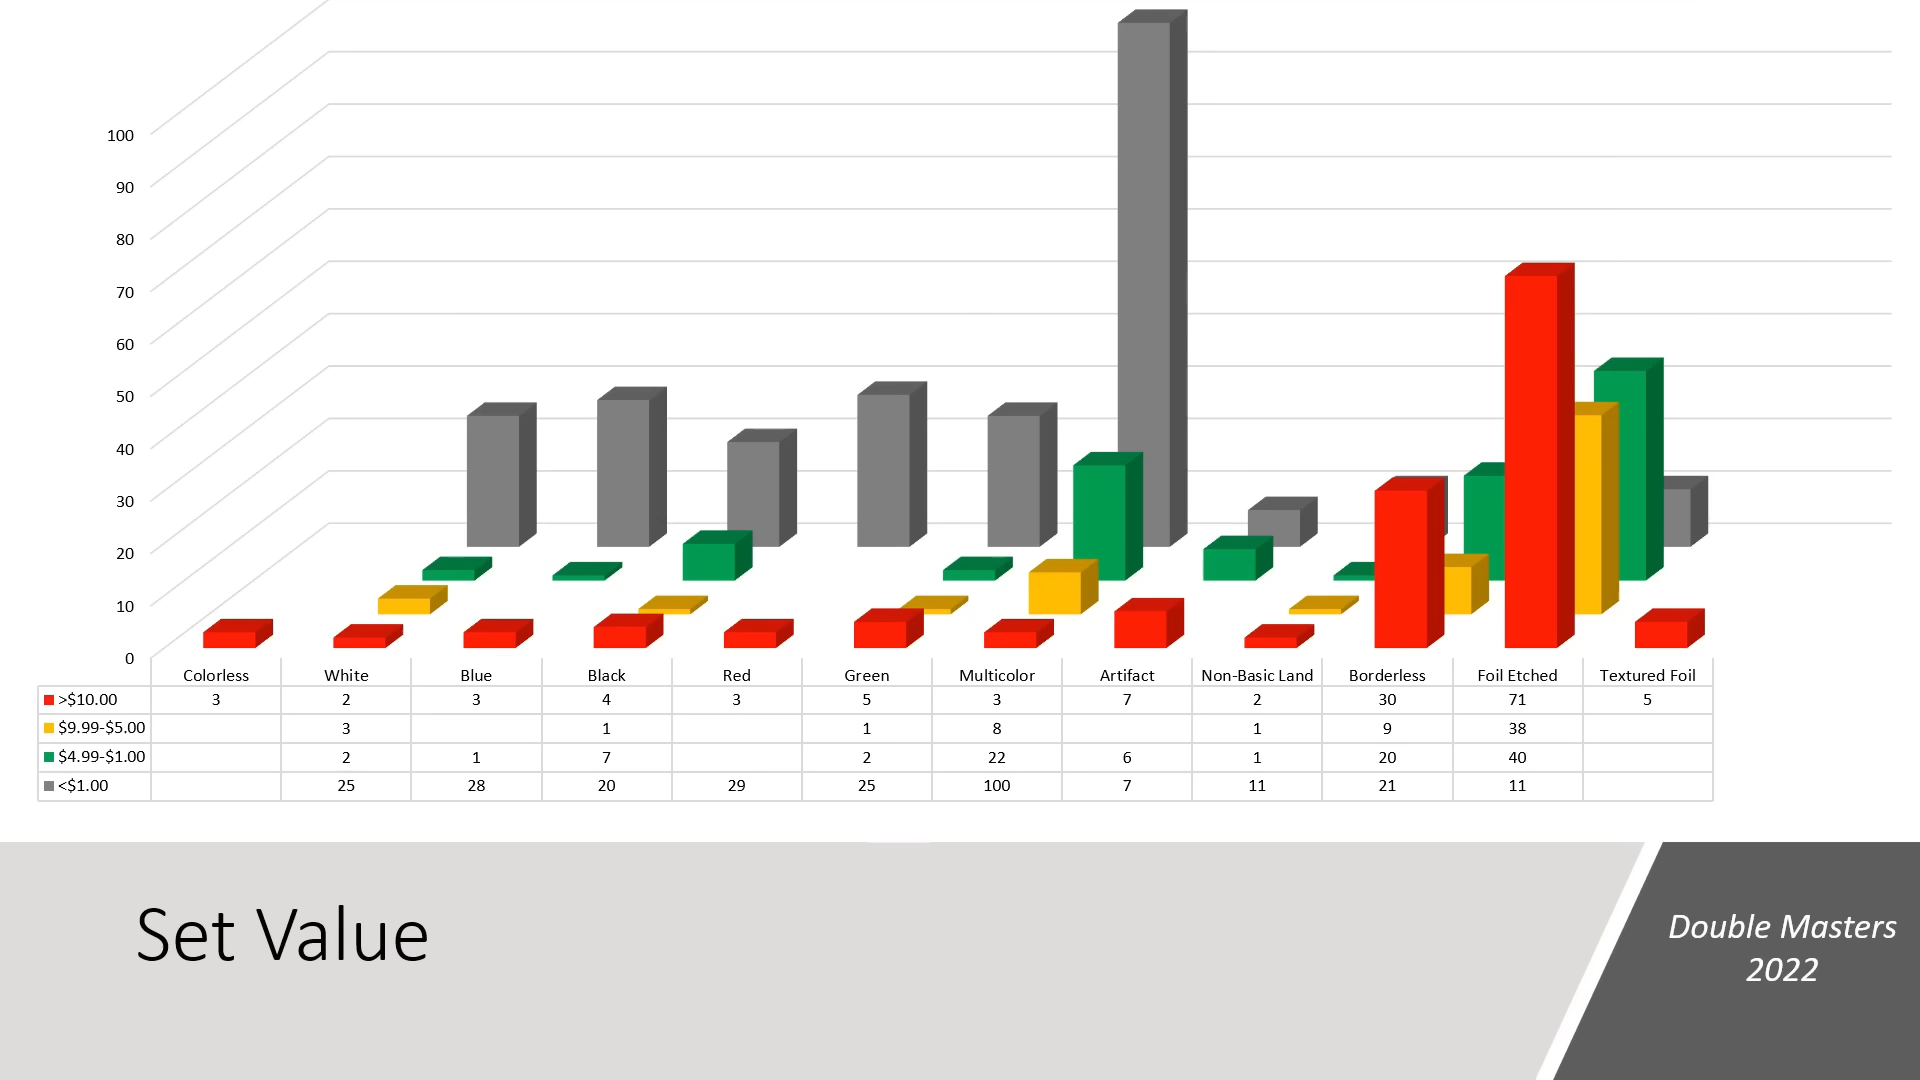 100
90
80
70
60
50
40
30
20
10
0
Colorless White Blue Black Red Green Multicolor Artifact Non-Basic Land Borderless Foil Etched Textured Foil
>$10.00 3 2 3 4 3 5 3 7 2 30 71 5
$9.99-$5.00 3 1 1 8 1 9 38
$4.99-$1.00 2 1 7 2 22 6 1 20 40
<$1.00 25 28 20 29 25 100 7 11 21 11
Set Value
Double Masters
2022